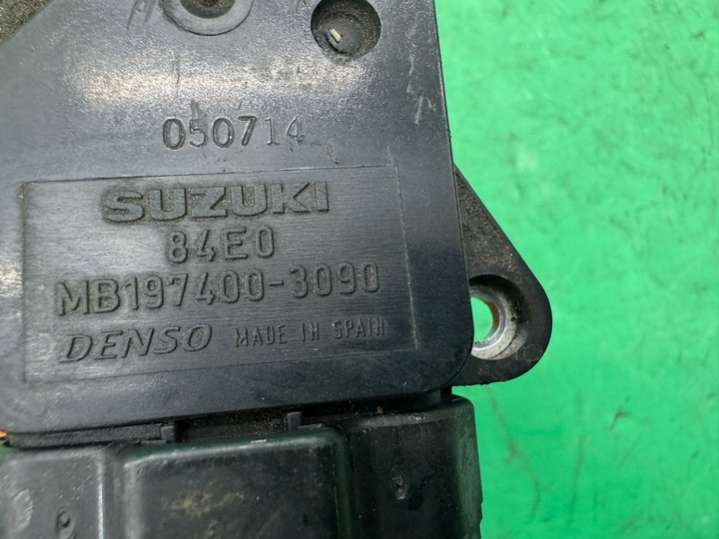 050714
SUZUKI
84E0
MB197400-3090
DENSO MADE IN SPAIN